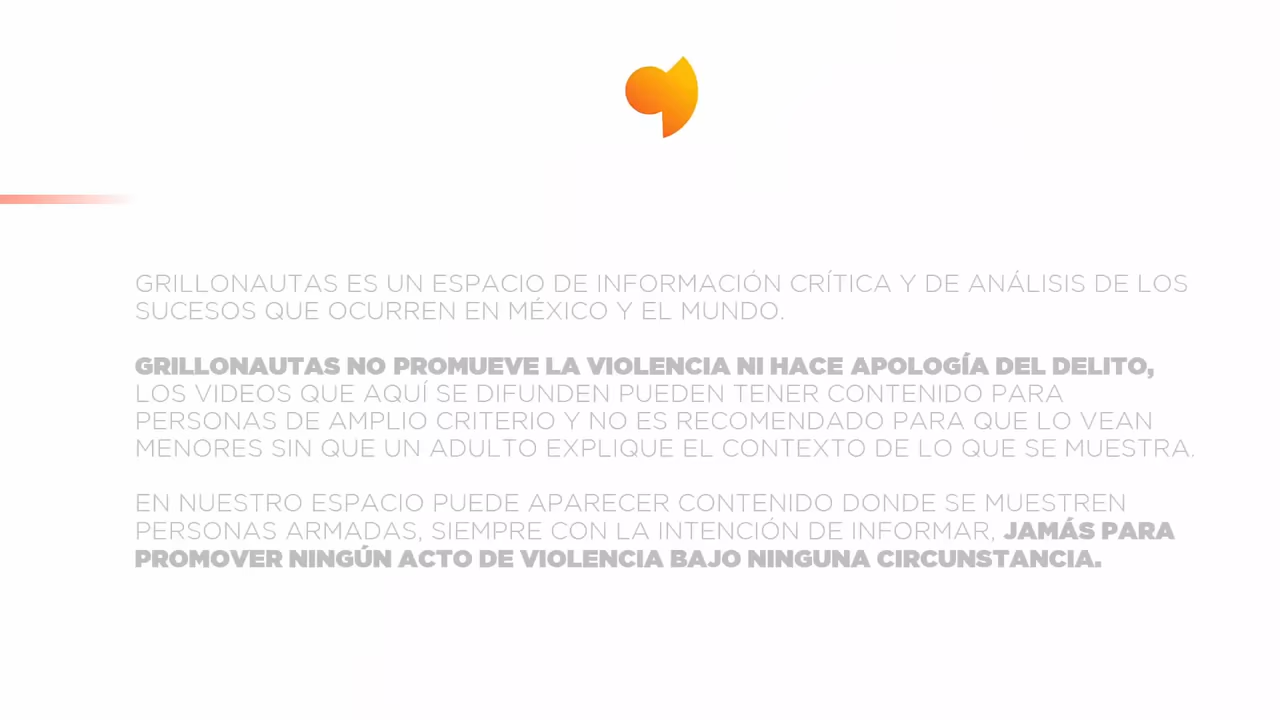 GRILLONAUTAS ES UN ESPACIO DE INFORMACIÓN CRÍTICA Y DE ANÁLISIS DE LOS
SUCESOS QUE OCURREN EN MÉXICO Y EL MUNDO.
GRILLONAUTAS NO PROMUEVE LA VIOLENCIA NI HACE APOLOGÍA DEL DELITO,
LOS VIDEOS QUE AQUÍ SE DIFUNDEN PUEDEN TENER CONTENIDO PARA
PERSONAS DE AMPLIO CRITERIO Y NO ES RECOMENDADO PARA QUE LO VEAN
MENORES SIN QUE UN ADULTO EXPLIQUE EL CONTEXTO DE LO QUE SE MUESTRA.
EN NUESTRO ESPACIO PUEDE APARECER CONTENIDO DONDE SE MUESTREN
PERSONAS ARMADAS, SIEMPRE CON LA INTENCIÓN DE INFORMAR, JAMÁS PARA
PROMOVER NINGÚN ACTO DE VIOLENCIA BAJO NINGUNA CIRCUNSTANCIA.